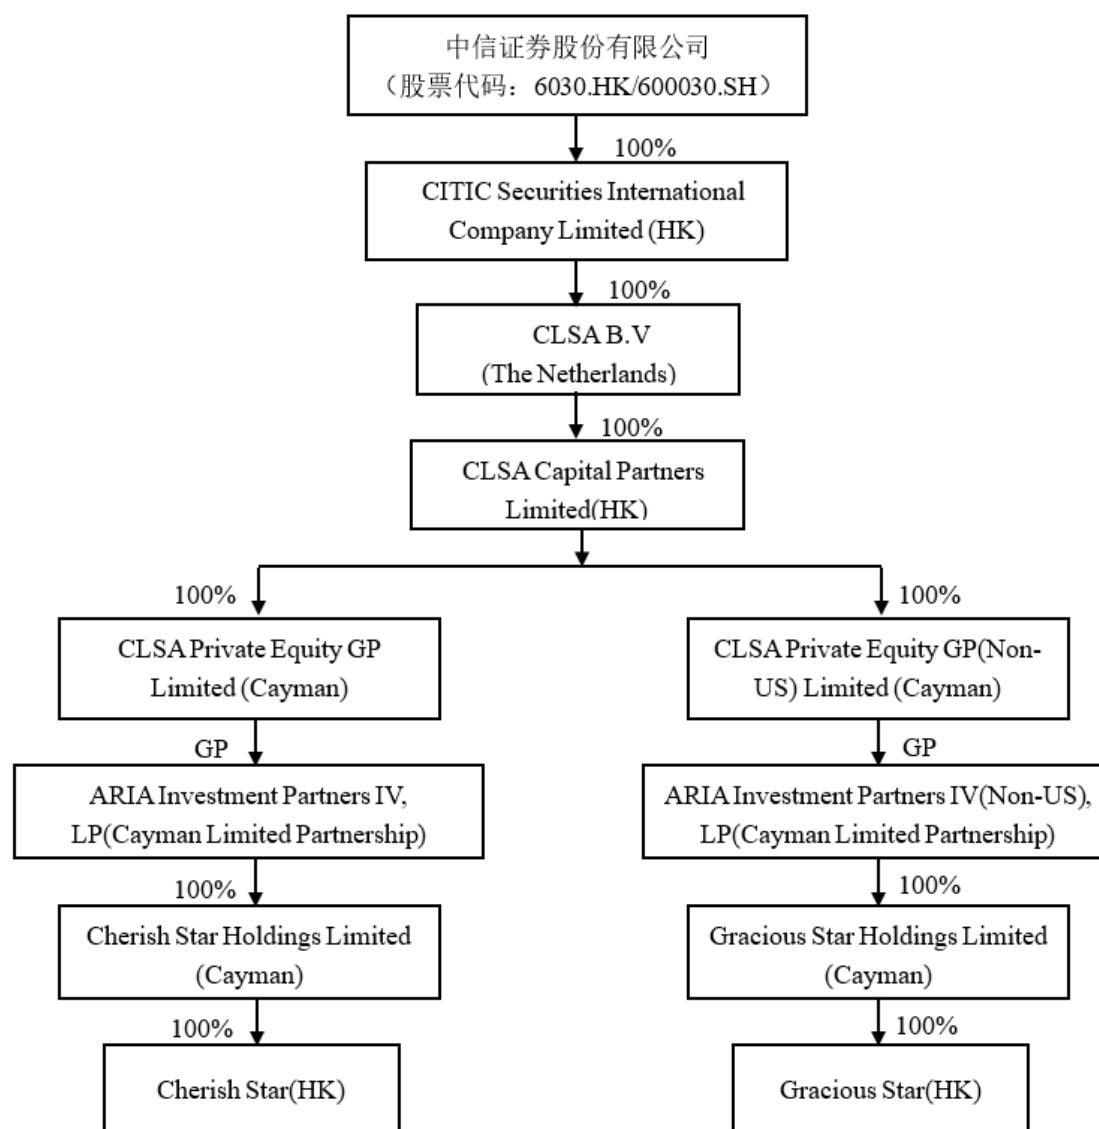 中信证券股份有限公司
（股票代码：6030.HK/600030.SH）
100%
CITIC Securities International
Company Limited (HK)
100%
CLSA B.V
(The Netherlands)
100%
CLSA Capital Partners
Limited(HK)
100%
100%
CLSA Private Equity GP
Limited (Cayman)
CLSA Private Equity GP(Non-
US) Limited (Cayman)
GP
GP
ARIA Investment Partners IV,
LP(Cayman Limited Partnership)
ARIA Investment Partners IV(Non-US),
LP(Cayman Limited Partnership)
100%
100%
Cherish Star Holdings Limited
(Cayman)
Gracious Star Holdings Limited
(Cayman)
100%
100%
Cherish Star(HK)
Gracious Star(HK)